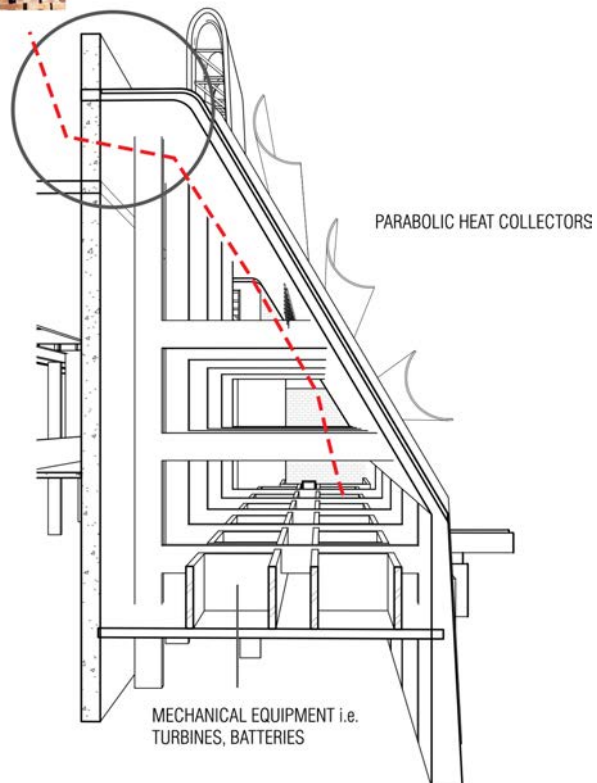 PARABOLIC HEAT COLLECTORS
MECHANICAL EQUIPMENT i.e.
TURBINES, BATTERIES